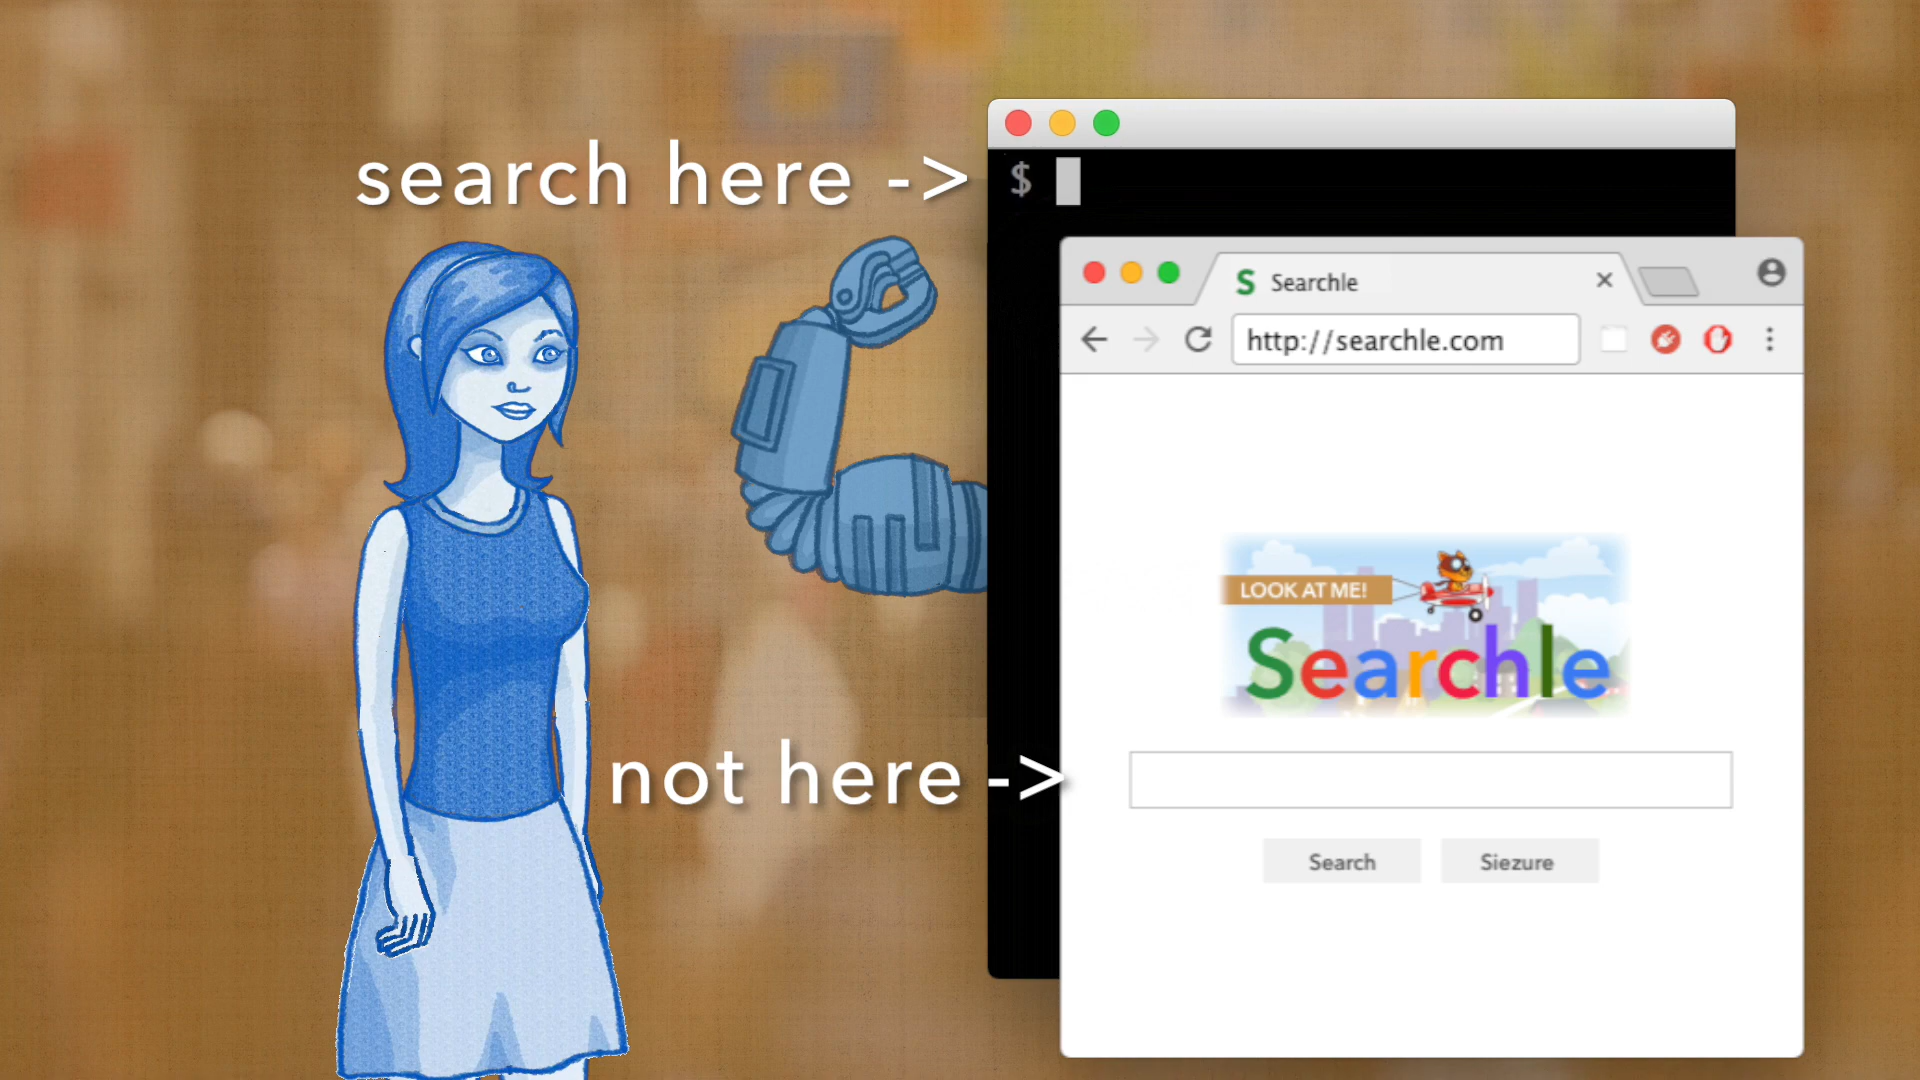 search here ->
$
S Searchle
http://searchle.com
LOOK AT ME!
Searchle
not here ->
Search
Siezure